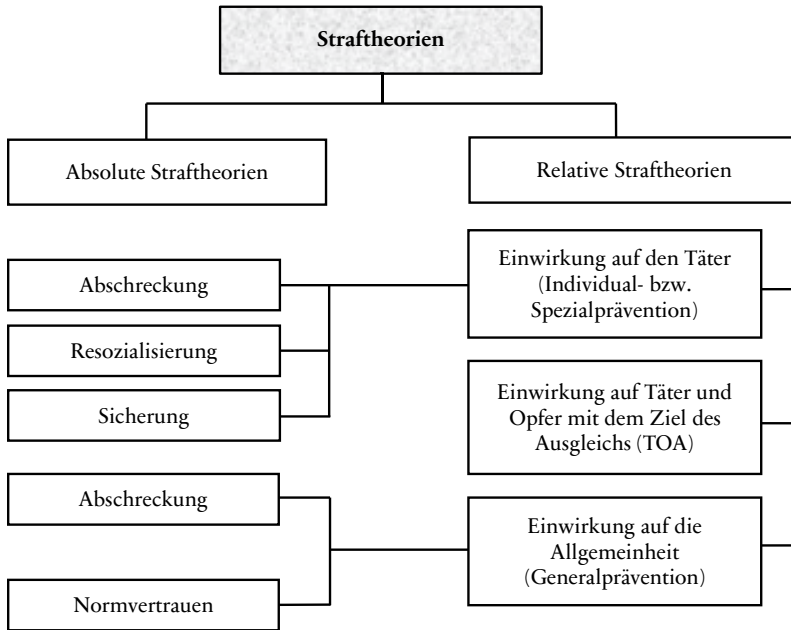 Straftheorien
Absolute Straftheorien
Relative Straftheorien
Abschreckung
Einwirkung auf den Täter
(Individual- bzw.
Spezialprävention)
Resozialisierung
Sicherung
Einwirkung auf Täter und
Opfer mit dem Ziel des
Ausgleichs (TOA)
Abschreckung
Einwirkung auf die
Allgemeinheit
(Generalprävention)
Normvertrauen